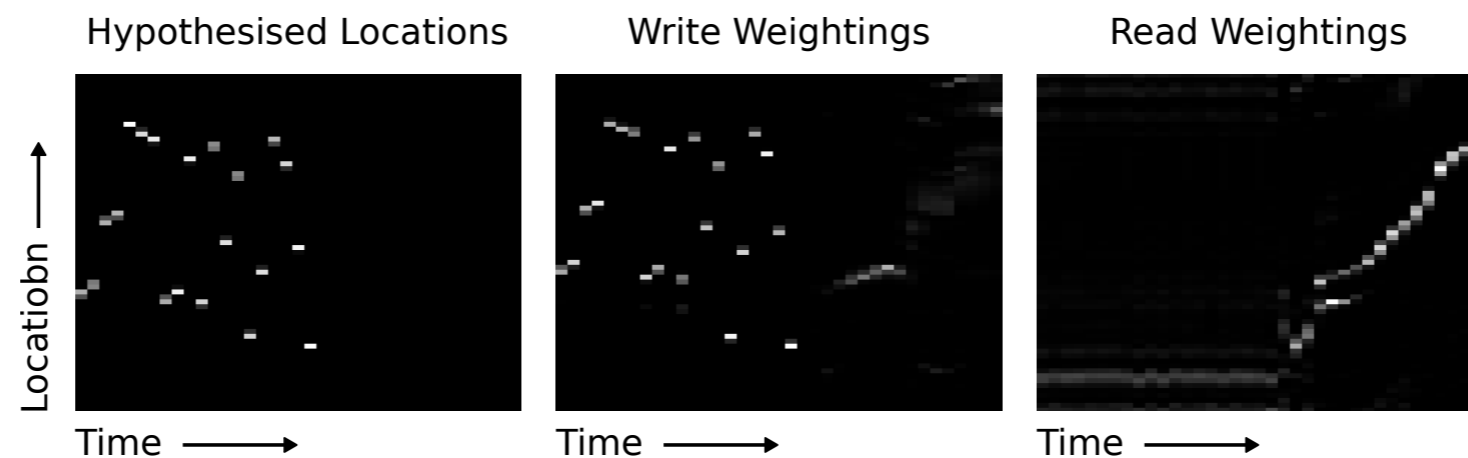 Hypothesised Locations
Write Weightings
Read Weightings
Locatiobn
Time
Time
Time